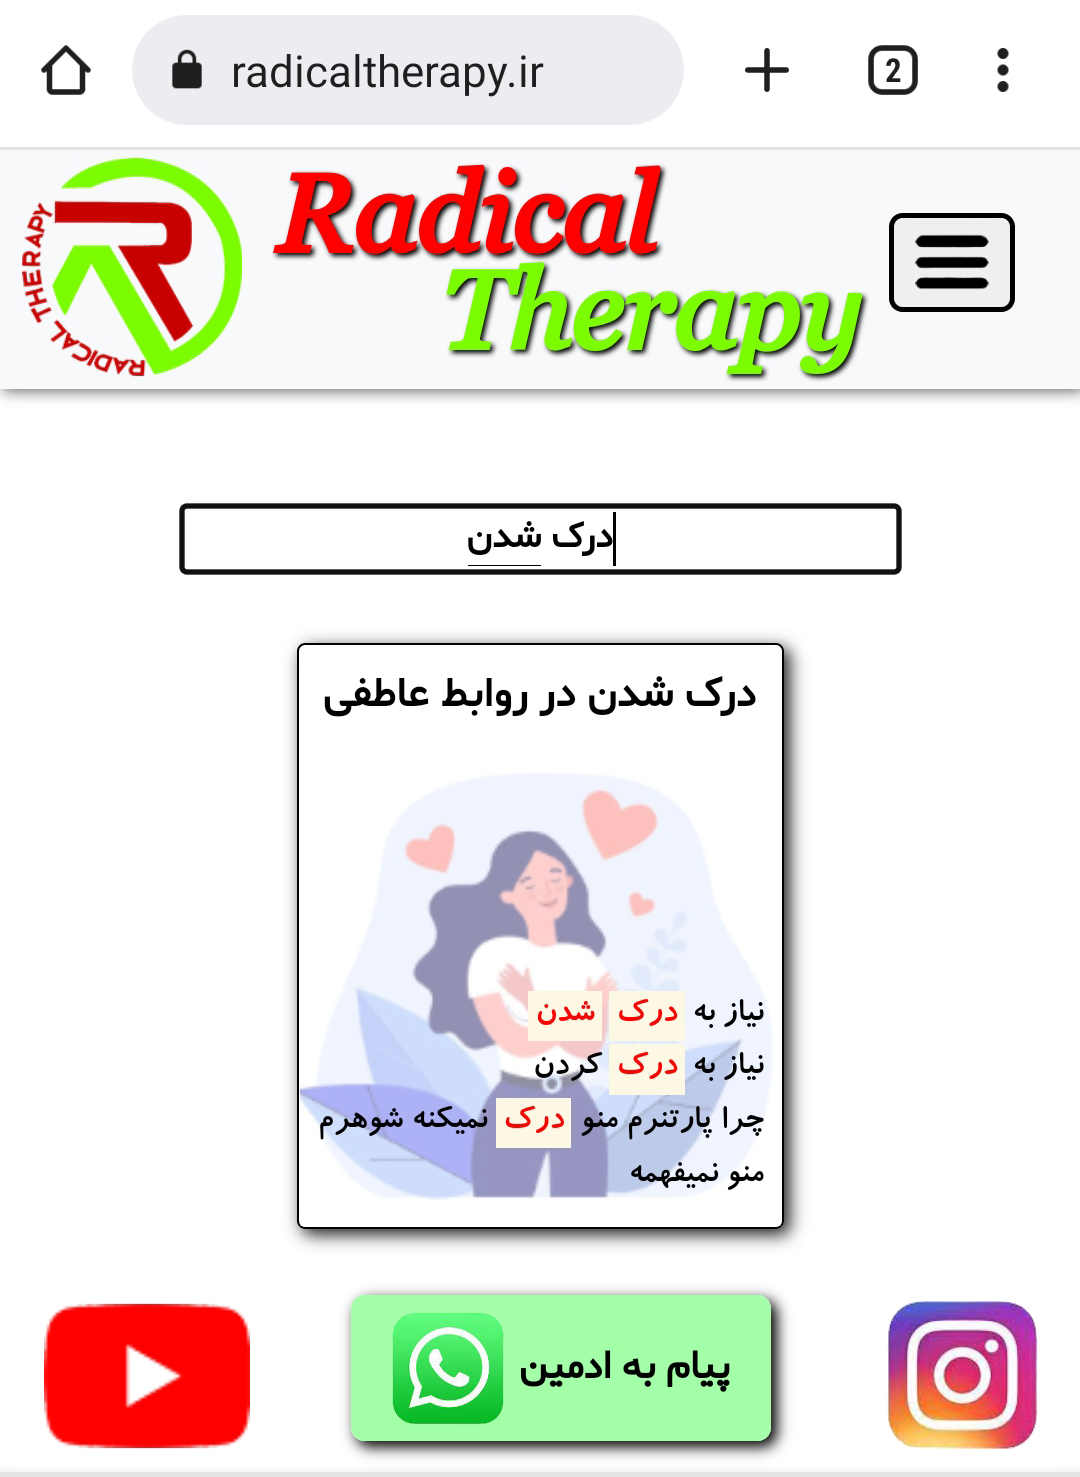 radicaltherapy.ir
2
RADICAL THERAPY
Radical
Therapy
درک شدن
درک شدن در روابط عاطفی
نیاز به درک شدن
نیاز به درک کردن
چرا پارتنرم منو درک نمیکنه شوهرم
منو نمیفهمه
پیام به ادمین